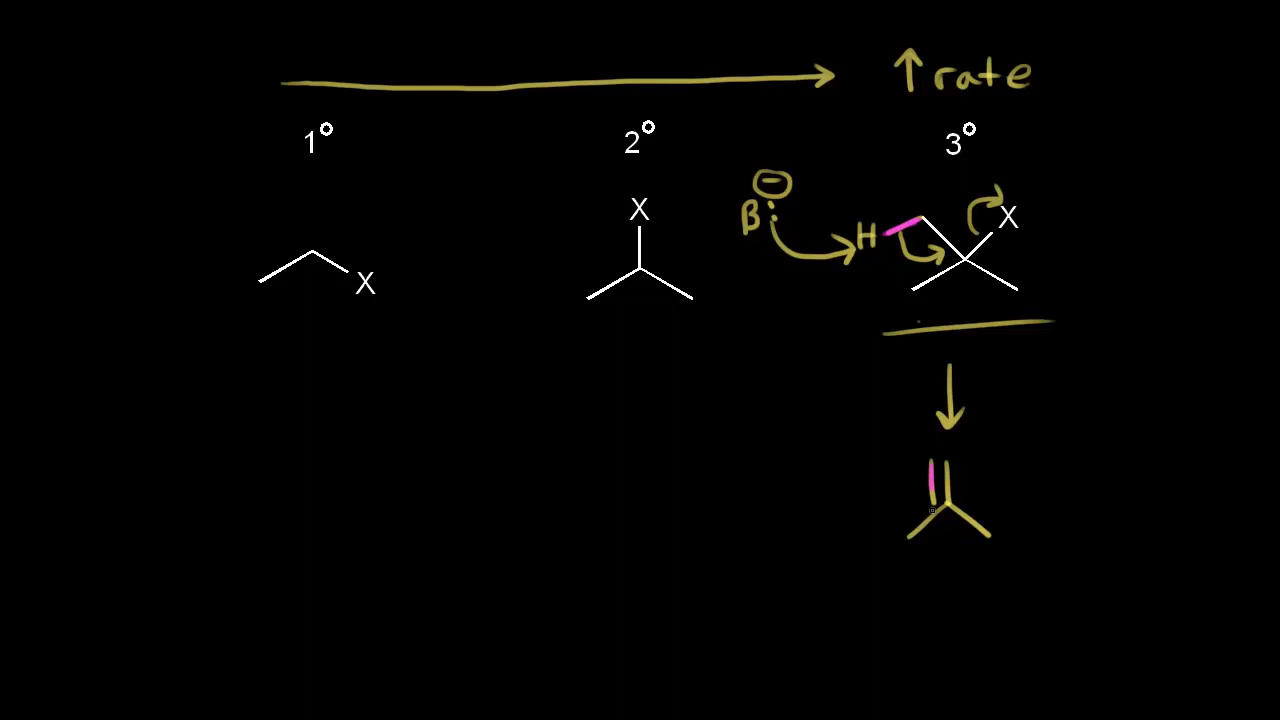 ↑ rate
1° 2° 3°
X
B:⊖ H X
X